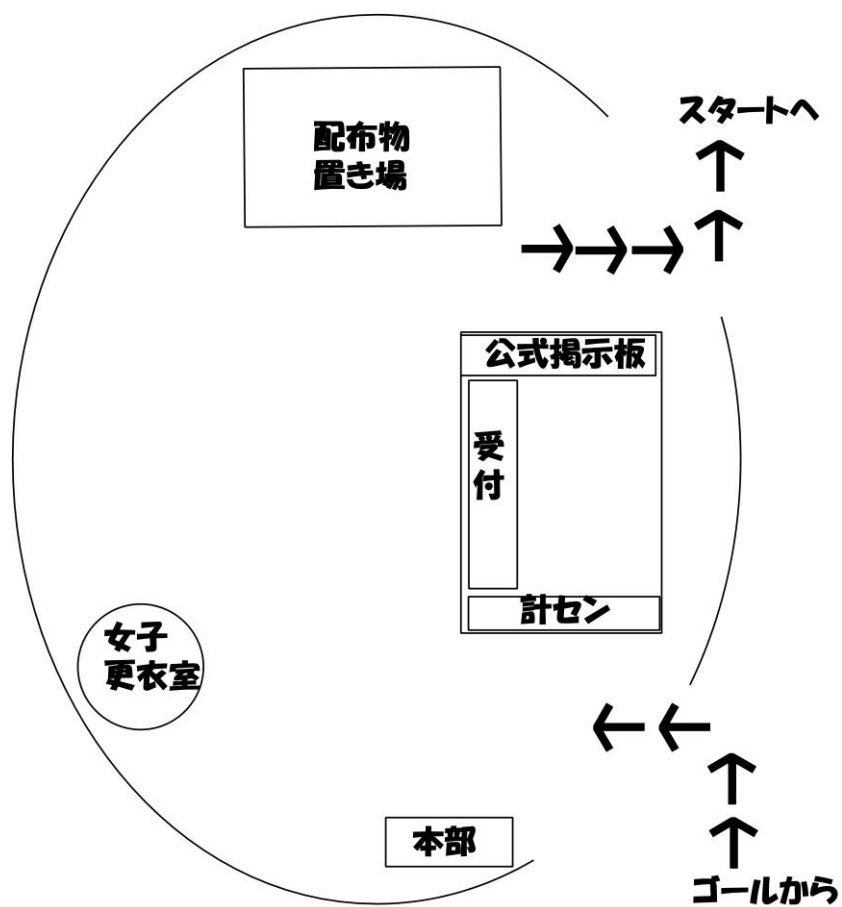 配布物
置き場
スタートへ
公式掲示板
受
付
計セン
女子
更衣室
本部
ゴールから